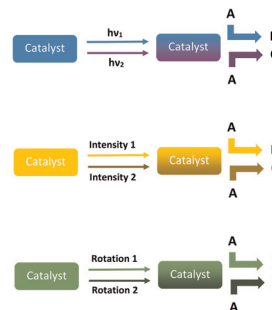 A
hν₁
Catalyst
Catalyst
hν₂
A
A
Intensity 1
Catalyst
Catalyst
Intensity 2
A
A
Rotation 1
Catalyst
Catalyst
Rotation 2
A